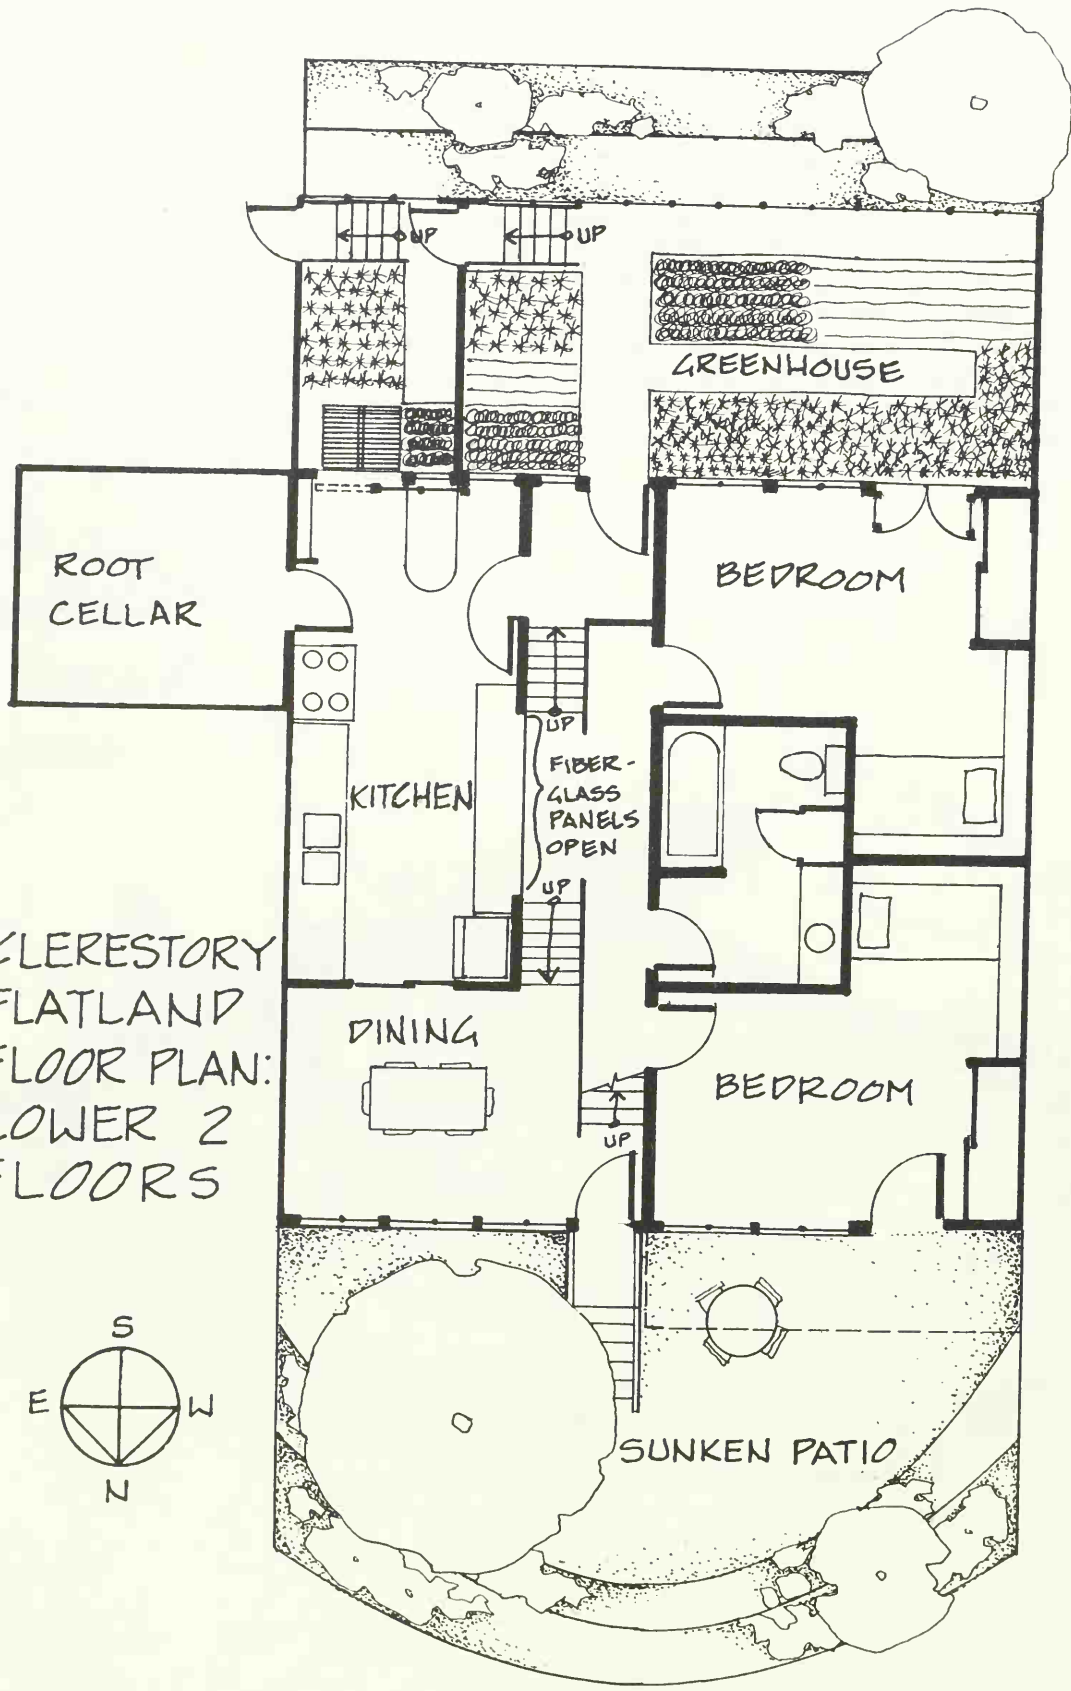 UP
UP
GREENHOUSE
ROOT
CELLAR
BEDROOM
UP
FIBER-
GLASS
PANELS
OPEN
KITCHEN
UP
CLERESTORY
FLATLAND
FLOOR PLAN:
LOWER 2
FLOORS
DINING
BEDROOM
UP
S
E
W
N
SUNKEN PATIO